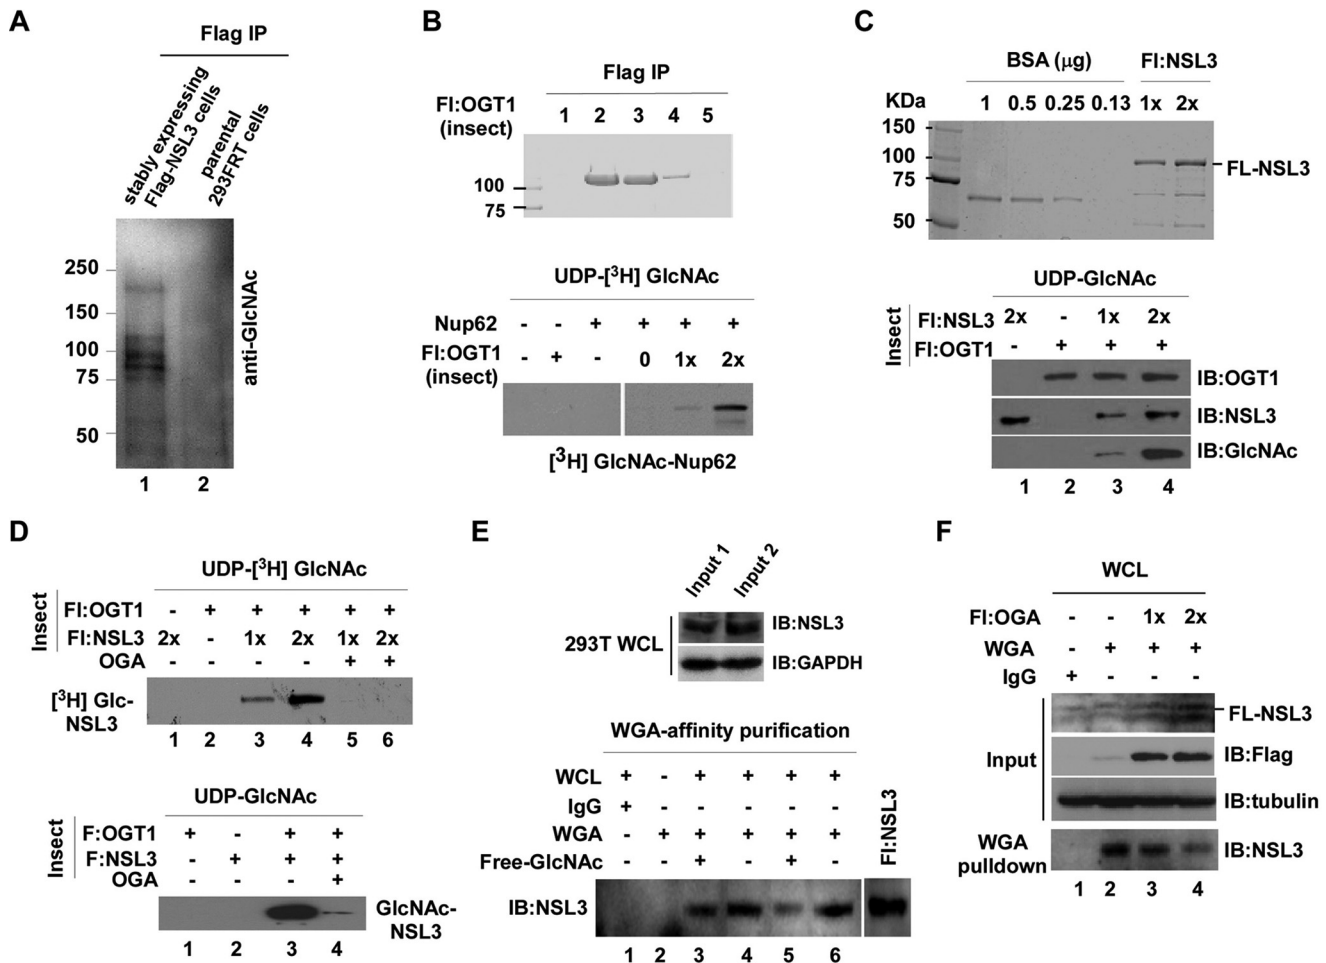 A
Flag IP
stably expressing
Flag-NSL3 cells
parental
293FRT cells
250
150
100
75
50
anti-GlcNAc
1 2
B
Flag IP
Fl:OGT1
(insect)
1 2 3 4 5
100
75
UDP-[³H] GlcNAc
Nup62 - - + + + +
Fl:OGT1
(insect)
- + - 0 1x 2x
[³H] GlcNAc-Nup62
C
BSA (μg) Fl:NSL3
KDa 1 0.5 0.25 0.13 1x 2x
150
100
75
50
FL-NSL3
UDP-GlcNAc
Insect
Fl:NSL3 2x - 1x 2x
Fl:OGT1 - + + +
IB:OGT1
IB:NSL3
IB:GlcNAc
1 2 3 4
D
UDP-[³H] GlcNAc
Insect
Fl:OGT1 - + + + + +
Fl:NSL3 2x - 1x 2x 1x 2x
OGA - - - - + +
[³H] Glc-
NSL3
1 2 3 4 5 6
UDP-GlcNAc
Insect
F:OGT1 + - + +
F:NSL3 - + + +
OGA - - - +
GlcNAc-
NSL3
1 2 3 4
E
Input 1
Input 2
293T WCL
IB:NSL3
IB:GAPDH
WGA-affinity purification
WCL + - + + + +
IgG + - - - - -
WGA - + + + + +
Free-GlcNAc - - + - + -
Fl:NSL3
IB:NSL3
1 2 3 4 5 6
F
WCL
Fl:OGA - - 1x 2x
WGA - + + +
IgG + - - -
Input
FL-NSL3
IB:Flag
IB:tubulin
WGA
pulldown
IB:NSL3
1 2 3 4